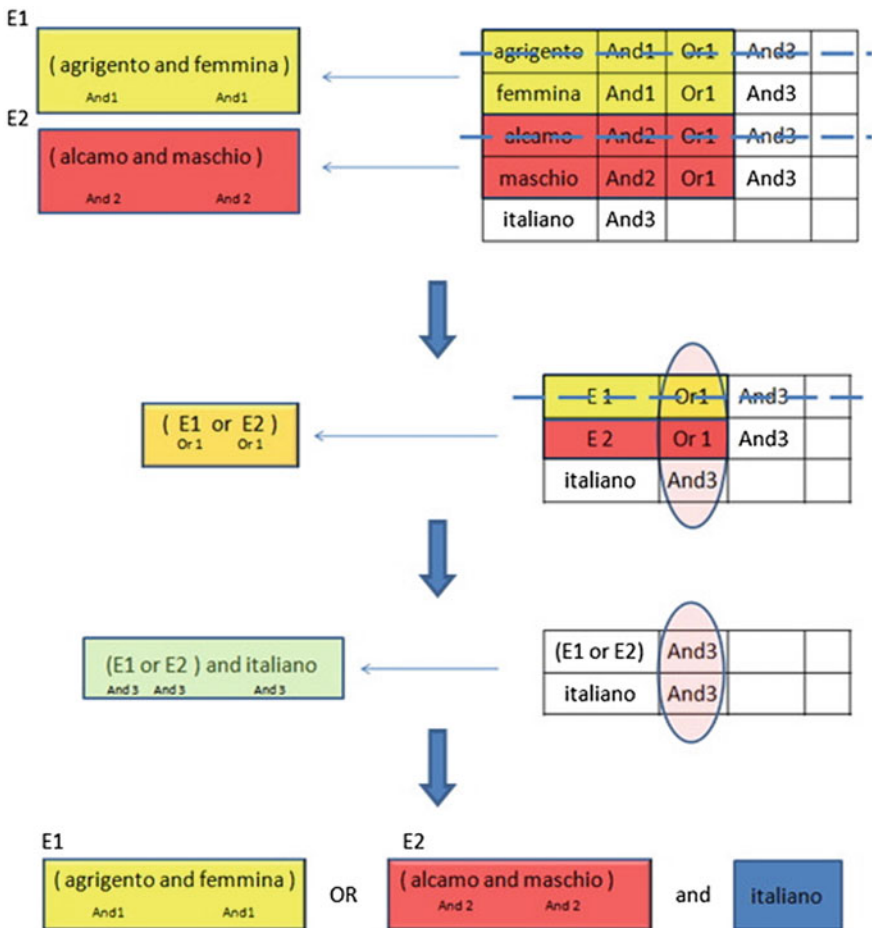 E1
( agrigento and femmina )
And1 And1
E2
( alcamo and maschio )
And 2 And 2
agrigento And1 Or1 And3
femmina And1 Or1 And3
alcamo And2 Or1 And3
maschio And2 Or1 And3
italiano And3
( E1 or E2 )
Or 1 Or 1
E 1 Or1 And3
E 2 Or 1 And3
italiano And3
(E1 or E2 ) and italiano
And 3 And 3 And 3
(E1 or E2) And3
italiano And3
E1
( agrigento and femmina )
And1 And1
OR
E2
( alcamo and maschio )
And 2 And 2
and
italiano